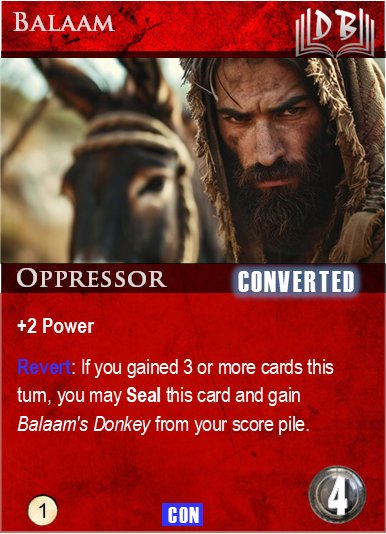 BALAAM
DB
OPPRESSOR
CONVERTED
+2 Power
Revert: If you gained 3 or more cards this
turn, you may Seal this card and gain
Balaam's Donkey from your score pile.
1
CON
4